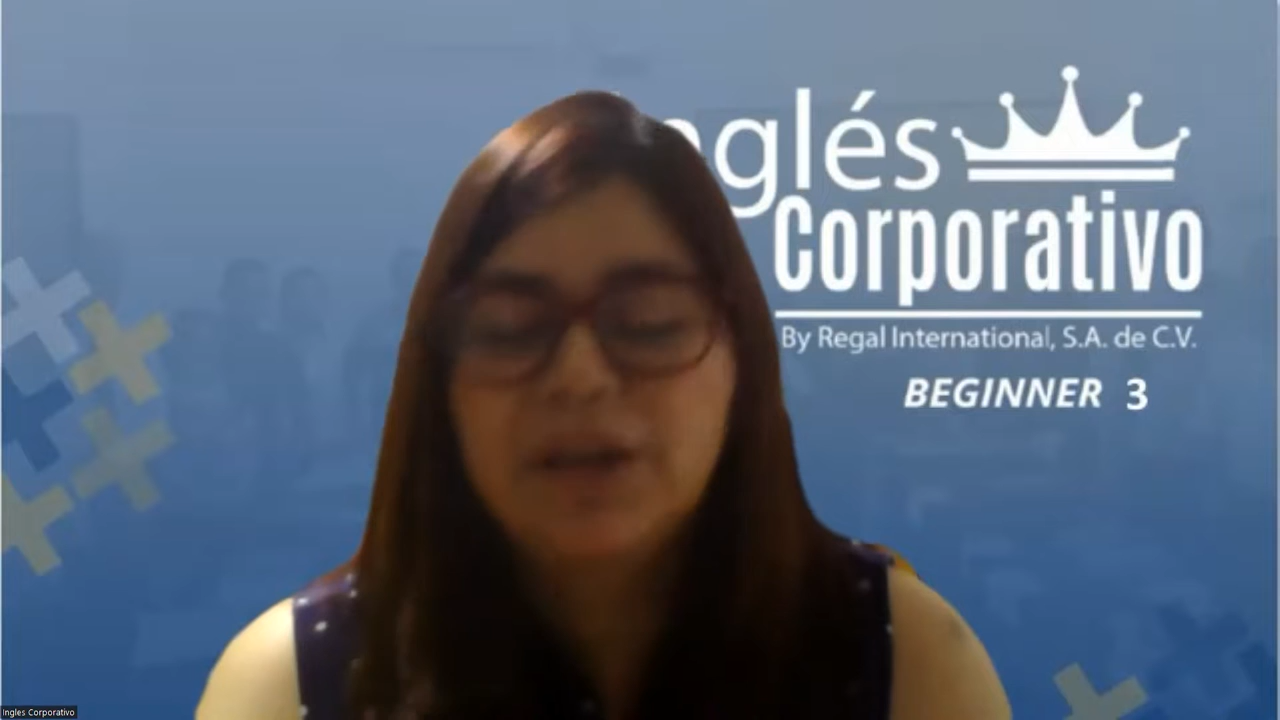 nglés
Corporativo
By Regal International, S.A. de C.V.
BEGINNER 3
Ingles Corporativo